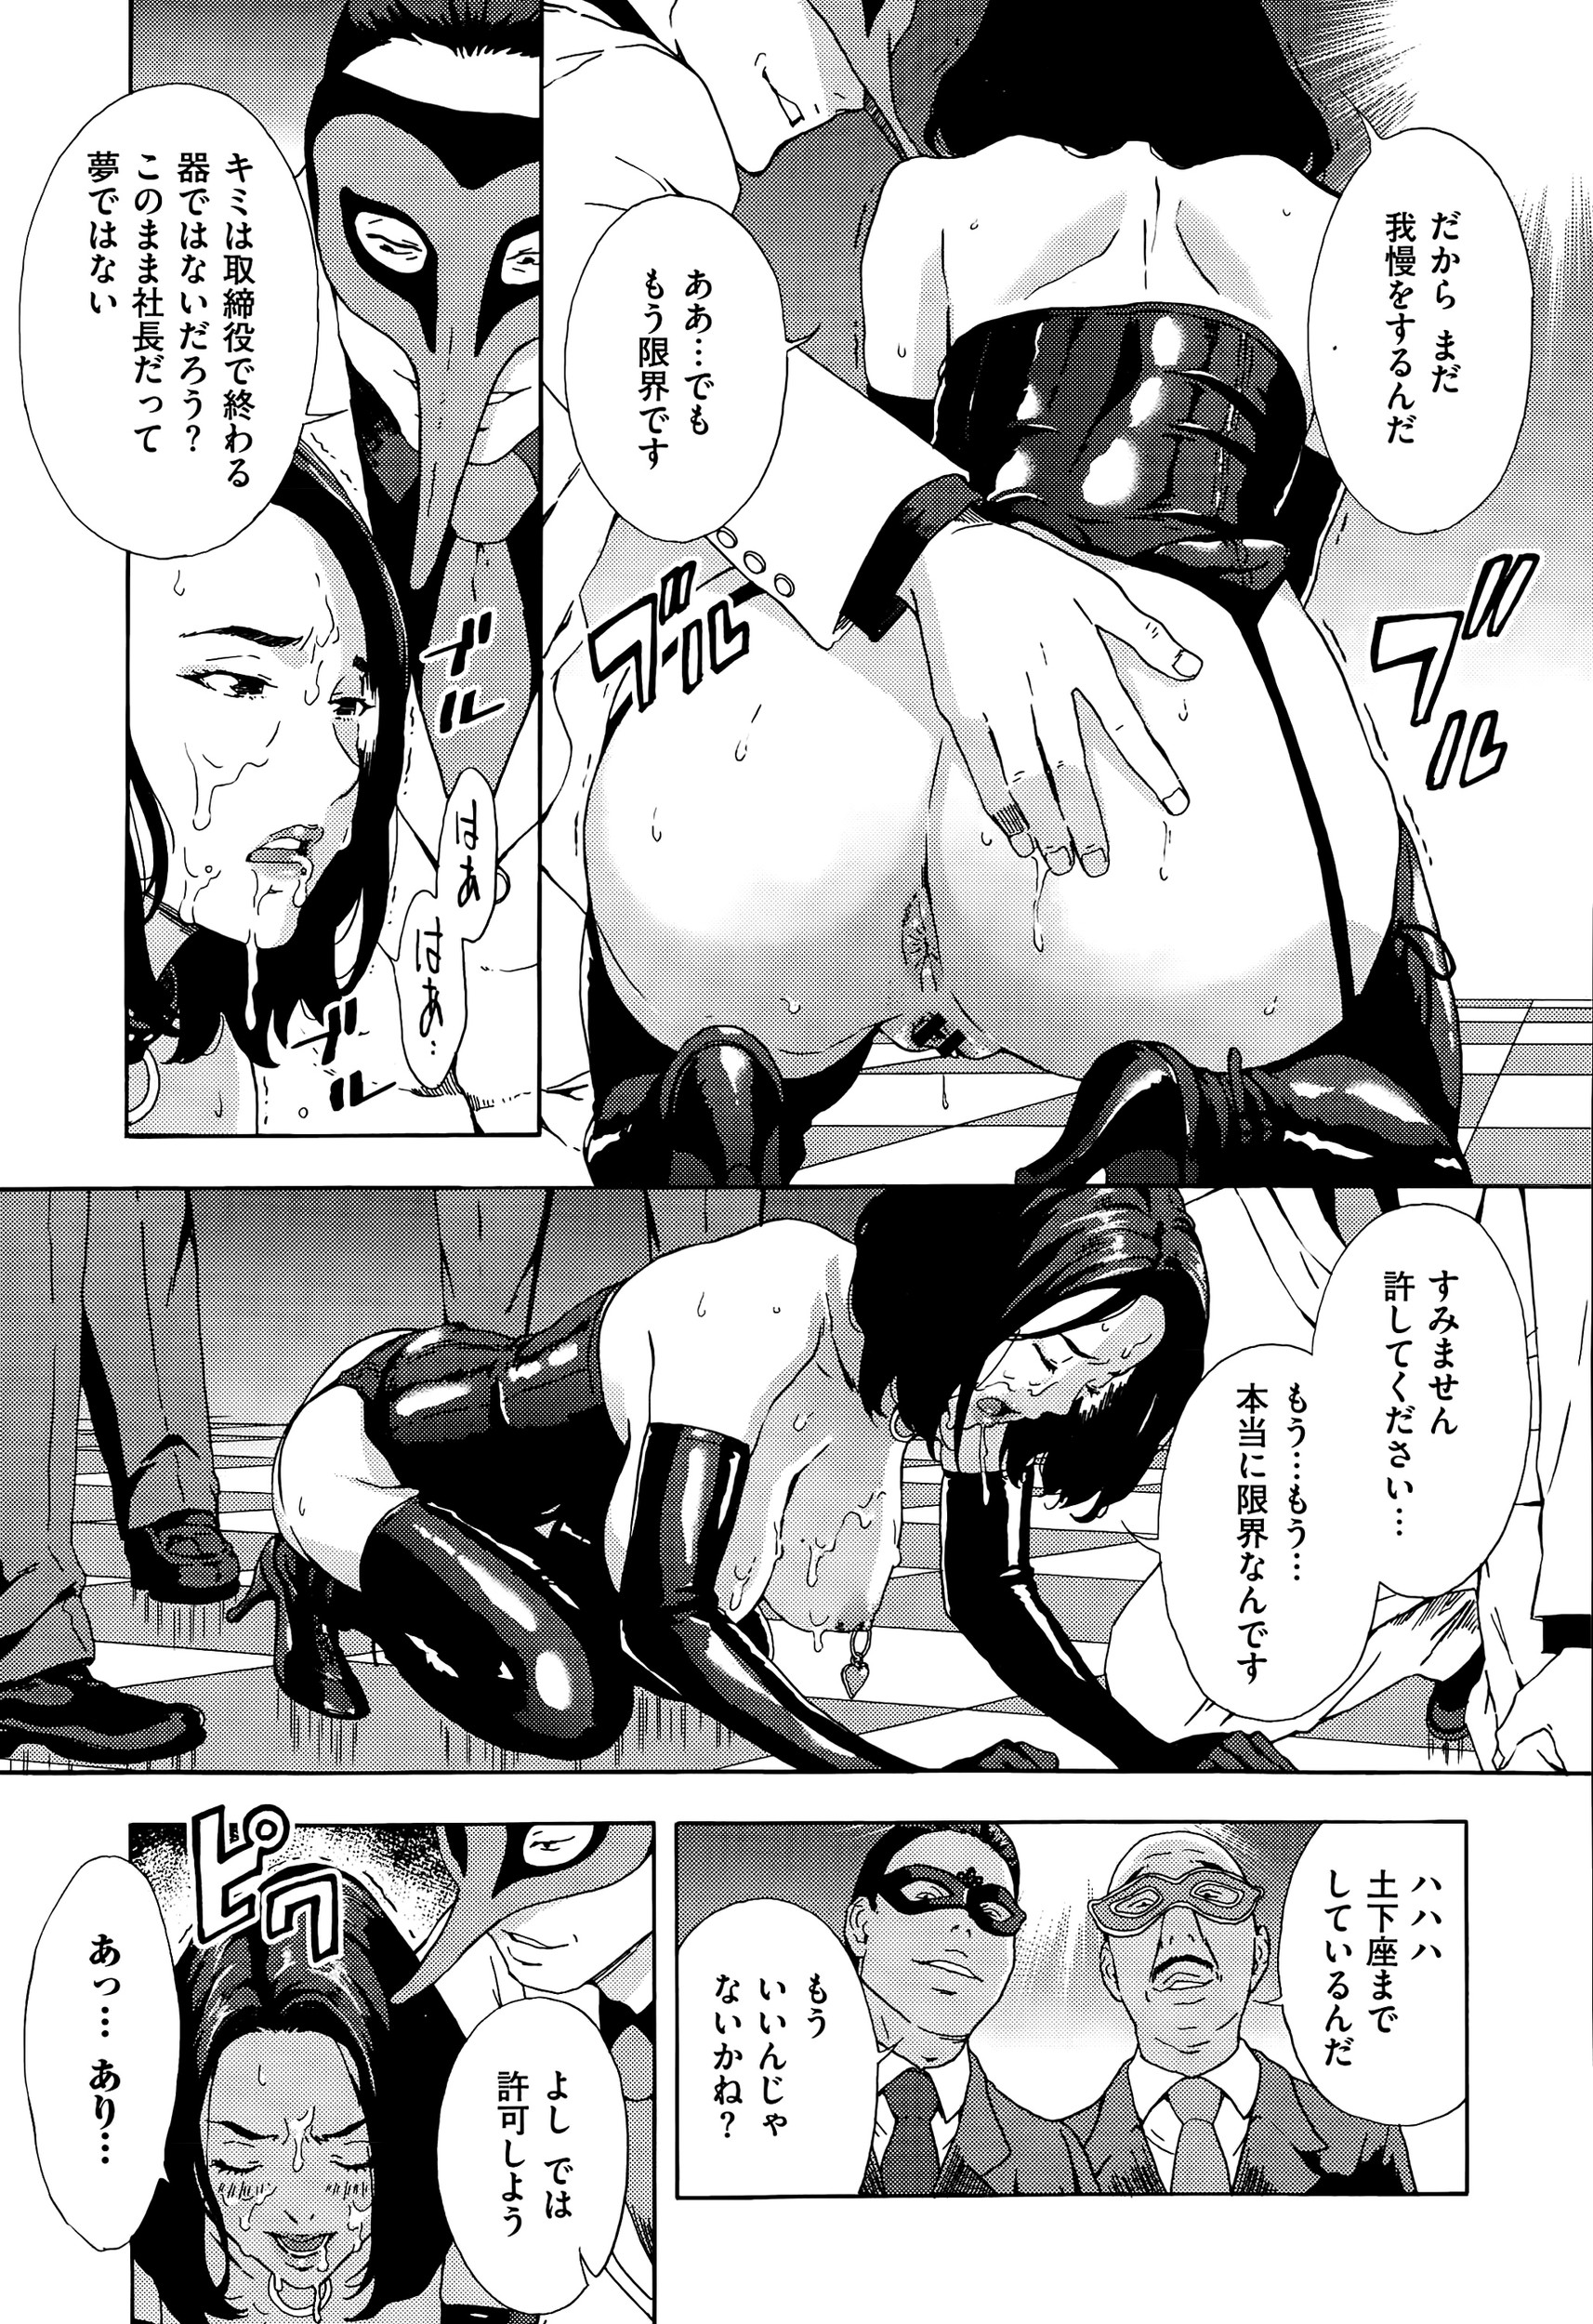 だから まだ
我慢をするんだ
ああ…でも
もう限界です
ブブ
ブルル
ブブールル
キミは取締役で終わる
器ではないだろう？
このまま社長だって
夢ではない
ブ
ル
はぁ
はぁ…
ブ
ル
すみません
許してください…
もう…もう…
本当に限界なんです
ハハハ
土下座まで
しているんだ
もう
いいんじゃ
ないかね？
よし では
許可しよう
ピク
あっ… あり…